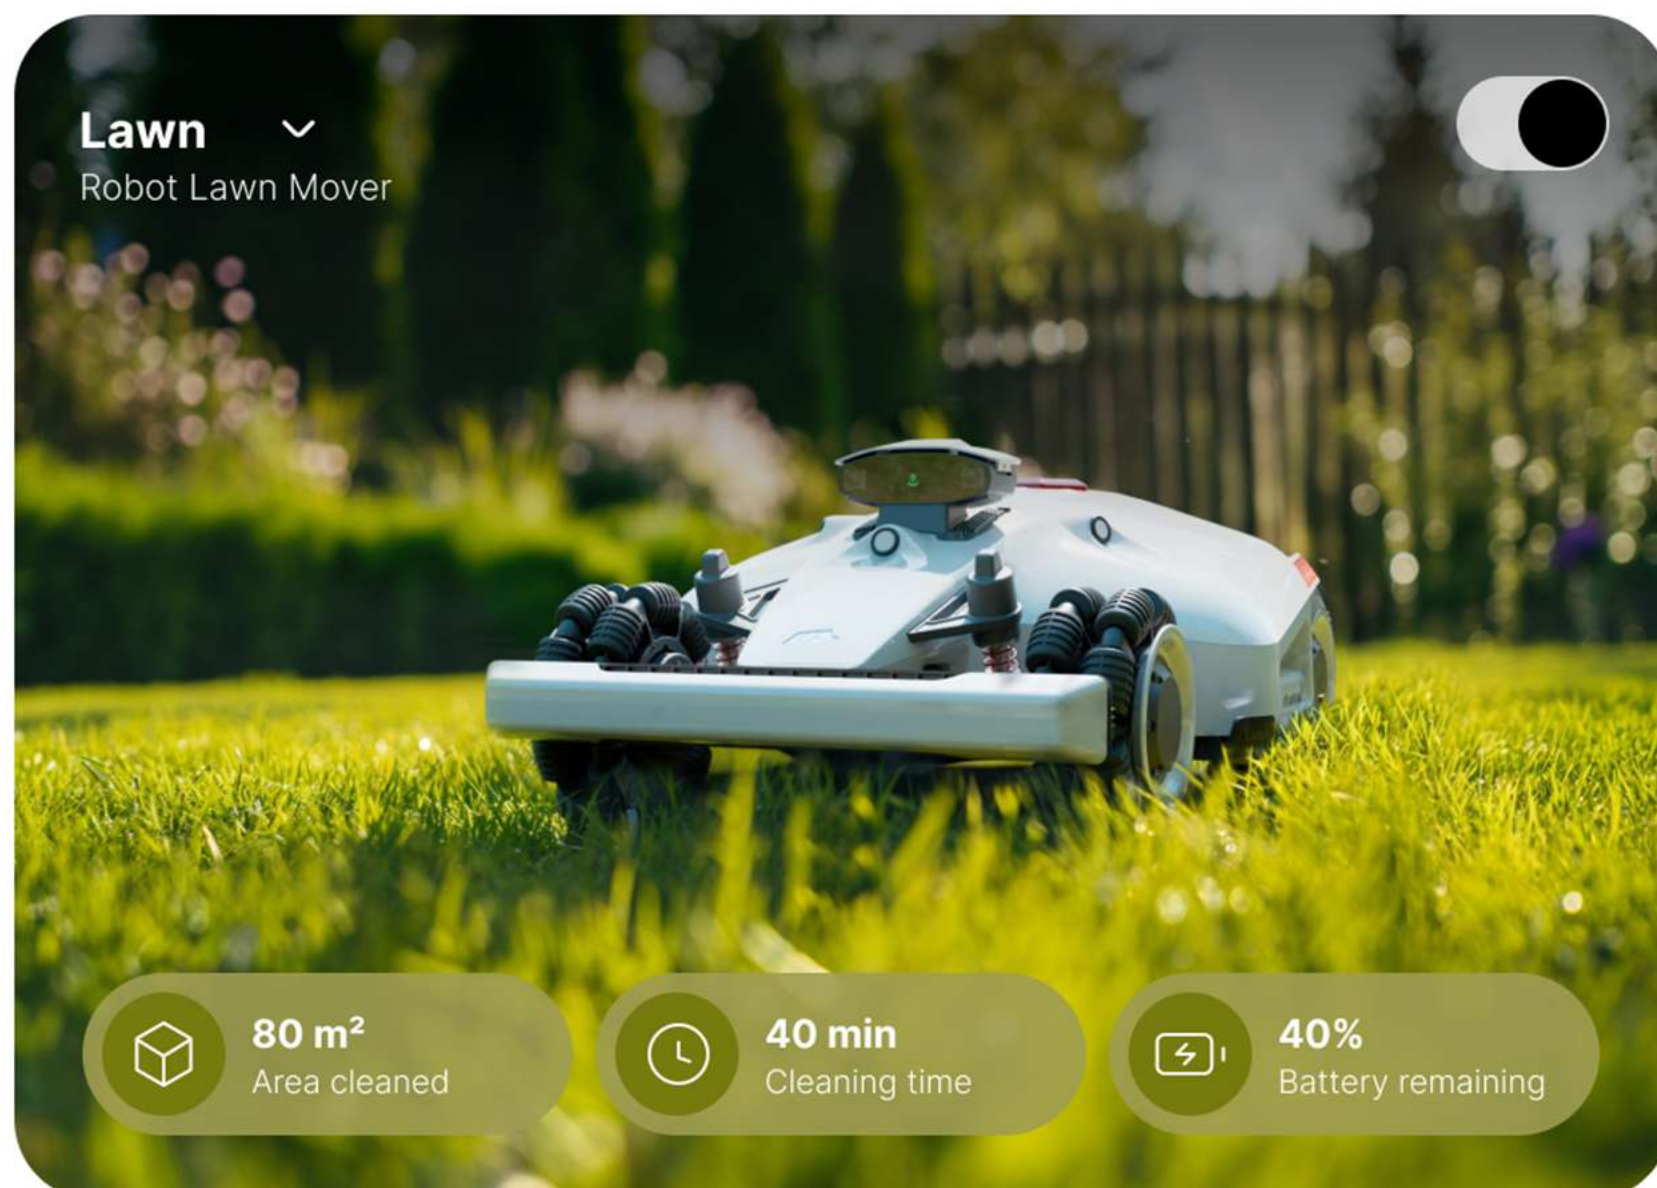 Lawn
Robot Lawn Mover
80 m²
Area cleaned
40 min
Cleaning time
40%
Battery remaining